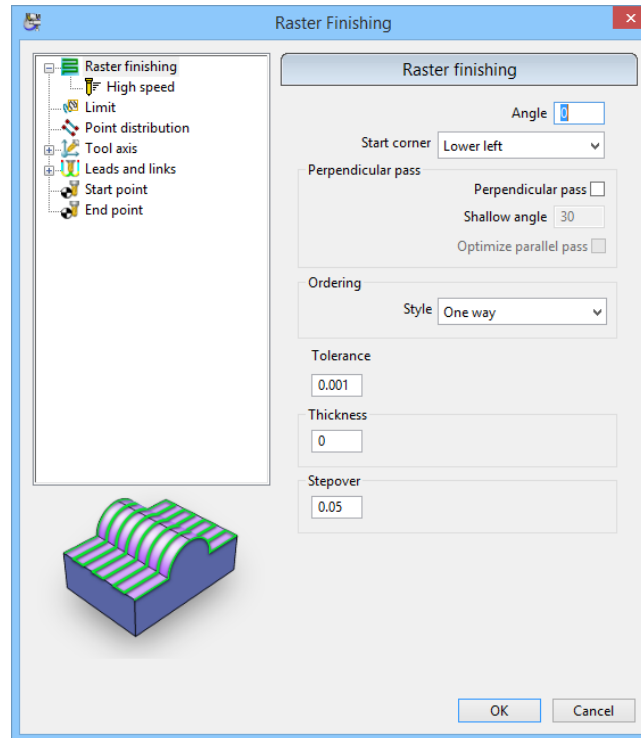 Raster Finishing
Raster finishing
High speed
Limit
Point distribution
Tool axis
Leads and links
Start point
End point
Raster finishing
Angle 0
Start corner Lower left
Perpendicular pass
Perpendicular pass
Shallow angle 30
Optimize parallel pass
Ordering
Style One way
Tolerance
0.001
Thickness
0
Stepover
0.05
OK Cancel